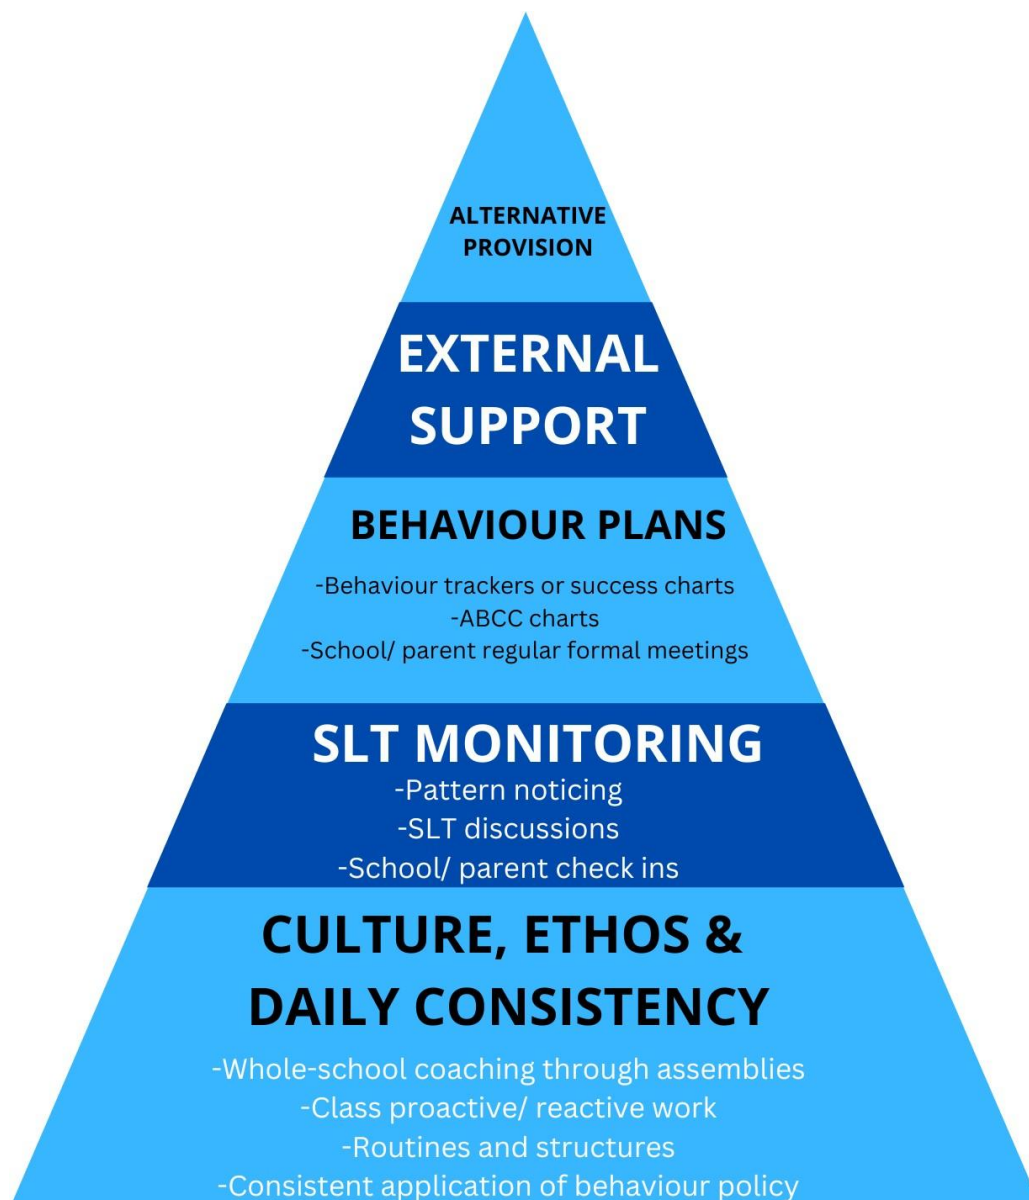 ALTERNATIVE
PROVISION
EXTERNAL
SUPPORT
BEHAVIOUR PLANS
-Behaviour trackers or success charts
-ABCC charts
-School/ parent regular formal meetings
SLT MONITORING
-Pattern noticing
-SLT discussions
-School/ parent check ins
CULTURE, ETHOS &
DAILY CONSISTENCY
-Whole-school coaching through assemblies
-Class proactive/ reactive work
-Routines and structures
-Consistent application of behaviour policy